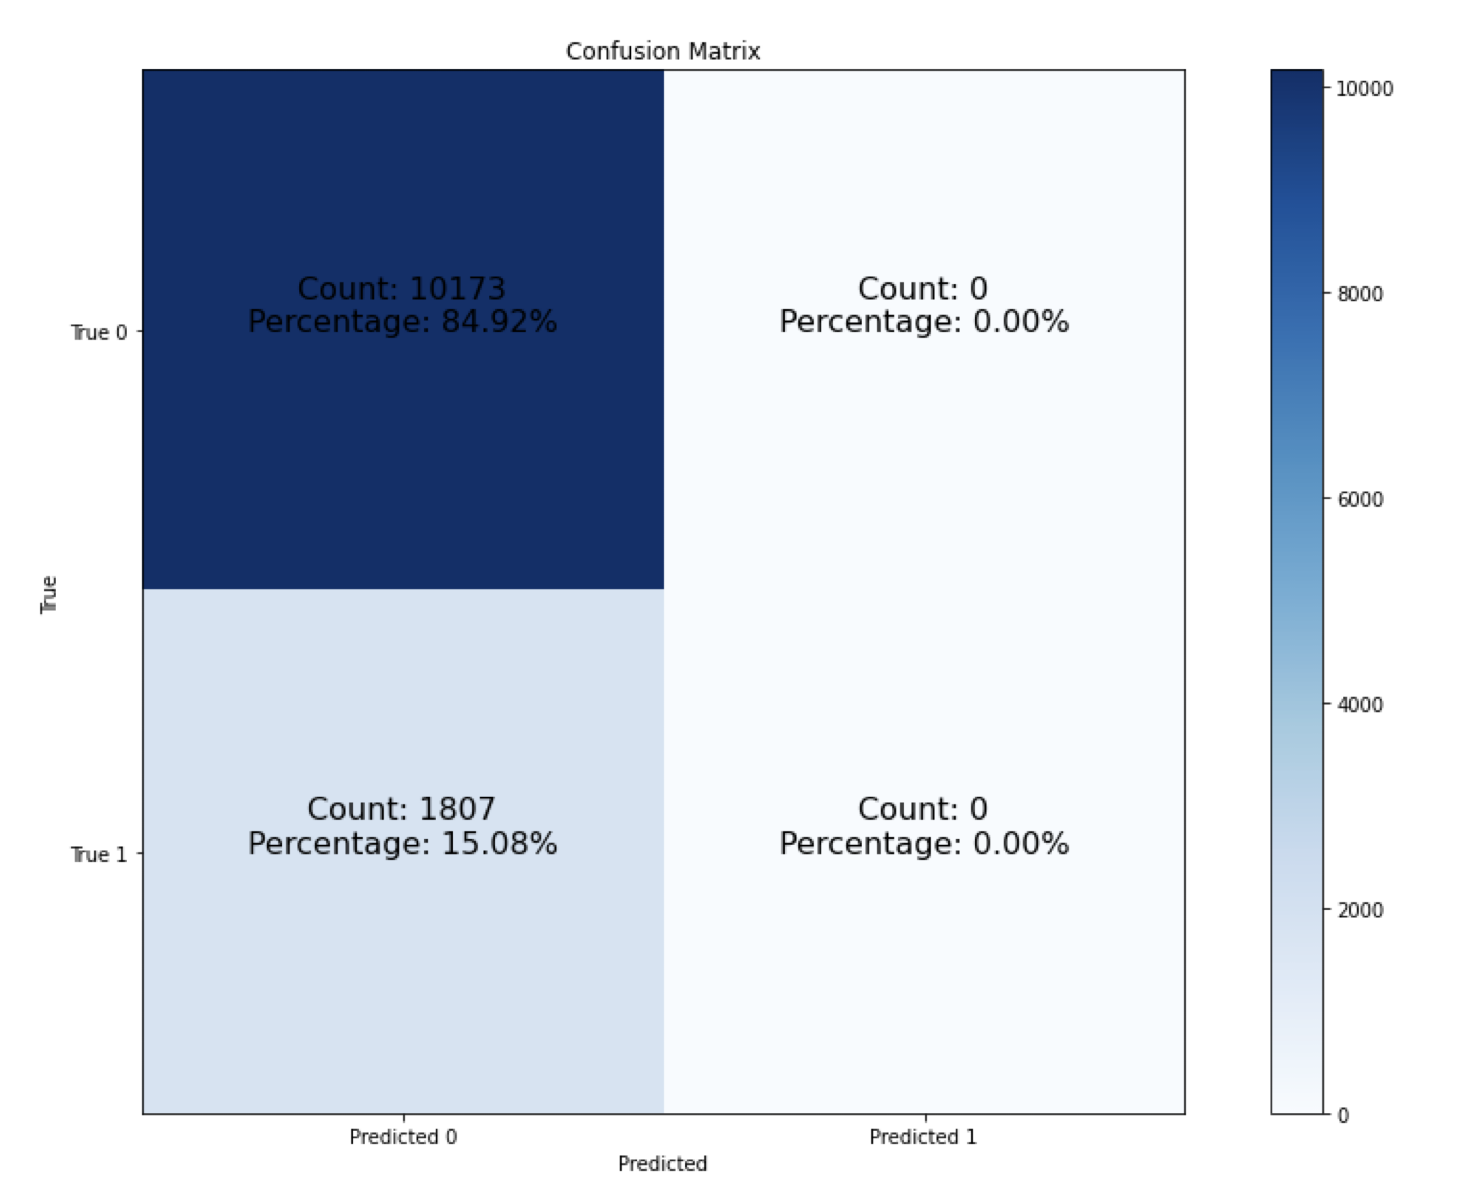 Confusion Matrix
Count: 10173
Percentage: 84.92%
Count: 0
Percentage: 0.00%
True 0
True
Count: 1807
Percentage: 15.08%
Count: 0
Percentage: 0.00%
True 1
Predicted 0
Predicted 1
Predicted
10000
8000
6000
4000
2000
0